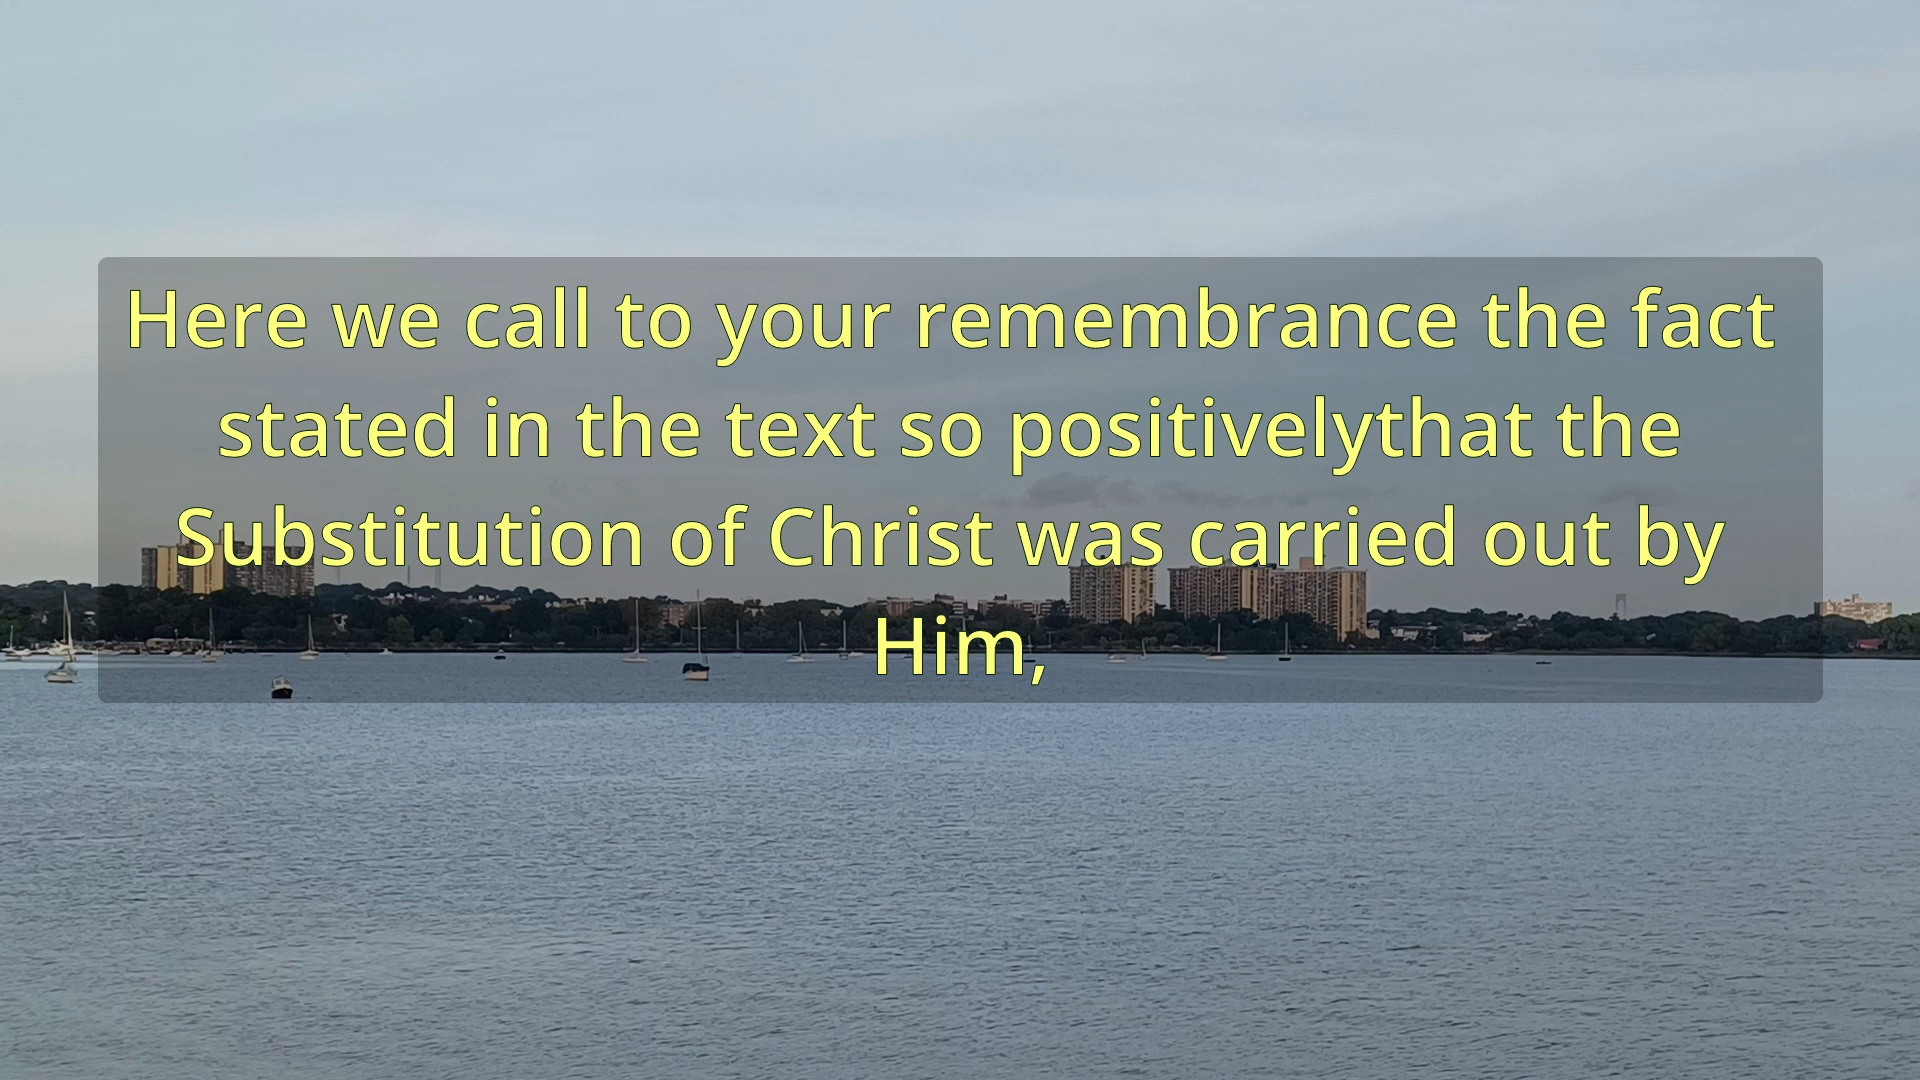 Here we call to your remembrance the fact
stated in the text so positivelythat the
Substitution of Christ was carried out by
Him,